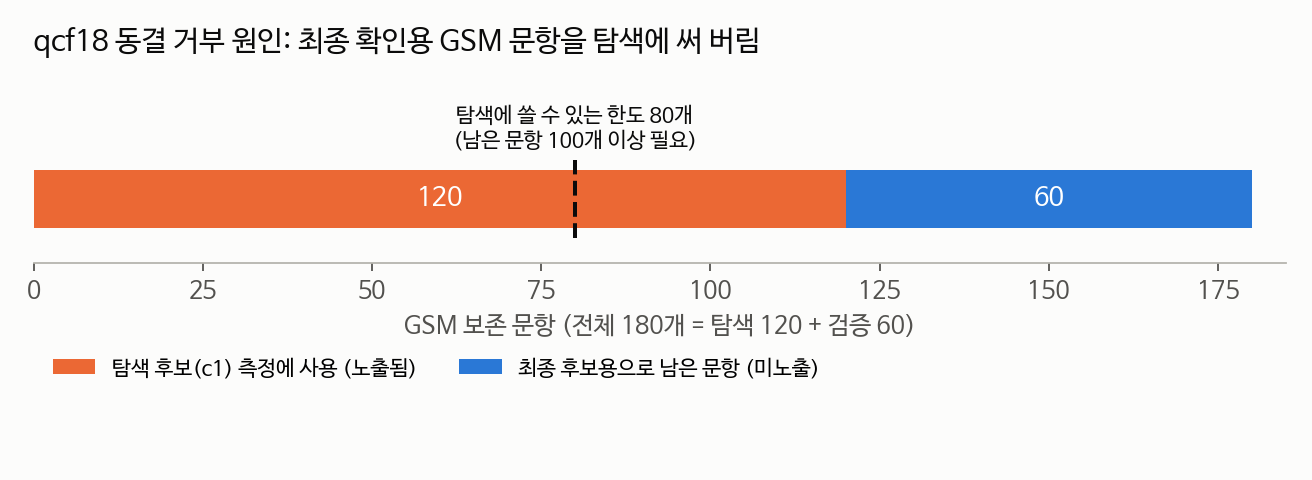 qcf18 동결 거부 원인: 최종 확인용 GSM 문항을 탐색에 써 버림
탐색에 쓸 수 있는 한도 80개
(남은 문항 100개 이상 필요)
120
60
0 25 50 75 100 125 150 175
GSM 보존 문항 (전체 180개 = 탐색 120 + 검증 60)
탐색 후보(c1) 측정에 사용 (노출됨)
최종 후보용으로 남은 문항 (미노출)